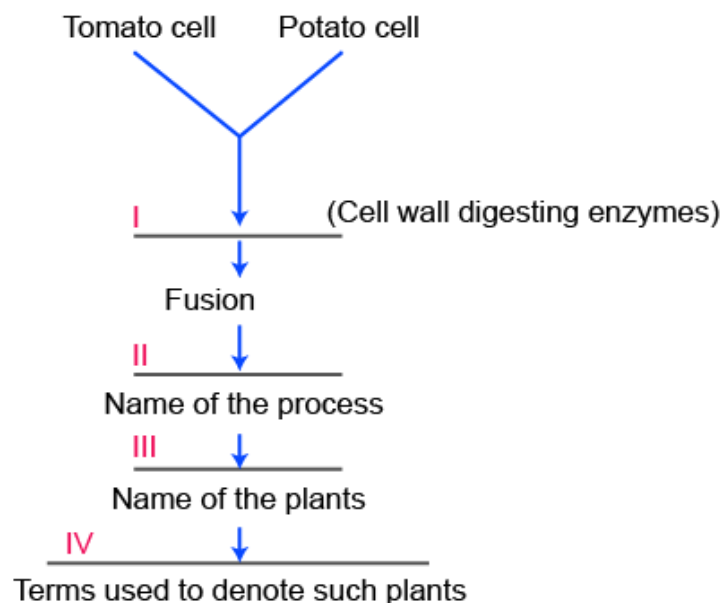 Tomato cell Potato cell
I (Cell wall digesting enzymes)
Fusion
II
Name of the process
III
Name of the plants
IV
Terms used to denote such plants